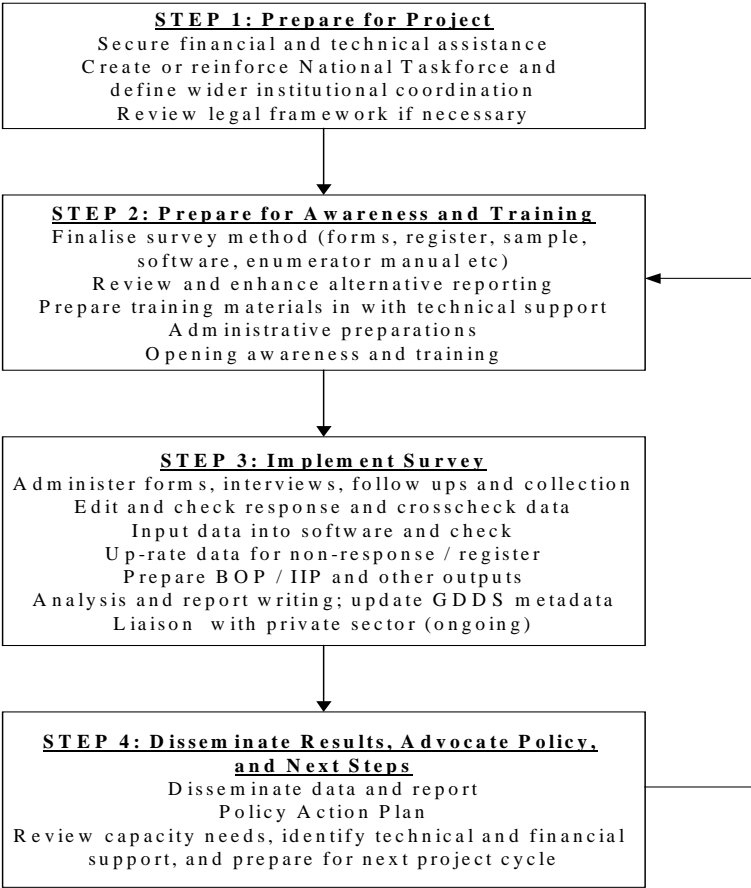 STEP 1: Prepare for Project
Secure financial and technical assistance
Create or reinforce National Taskforce and
define wider institutional coordination
Review legal framework if necessary
STEP 2: Prepare for Awareness and Training
Finalise survey method (forms, register, sample,
software, enumerator manual etc)
Review and enhance alternative reporting
Prepare training materials in with technical support
Administrative preparations
Opening awareness and training
STEP 3: Implement Survey
Administer forms, interviews, follow ups and collection
Edit and check response and crosscheck data
Input data into software and check
Up-rate data for non-response / register
Prepare BOP / IIP and other outputs
Analysis and report writing; update GDDS metadata
Liaison with private sector (ongoing)
STEP 4: Disseminate Results, Advocate Policy,
and Next Steps
Disseminate data and report
Policy Action Plan
Review capacity needs, identify technical and financial
support, and prepare for next project cycle